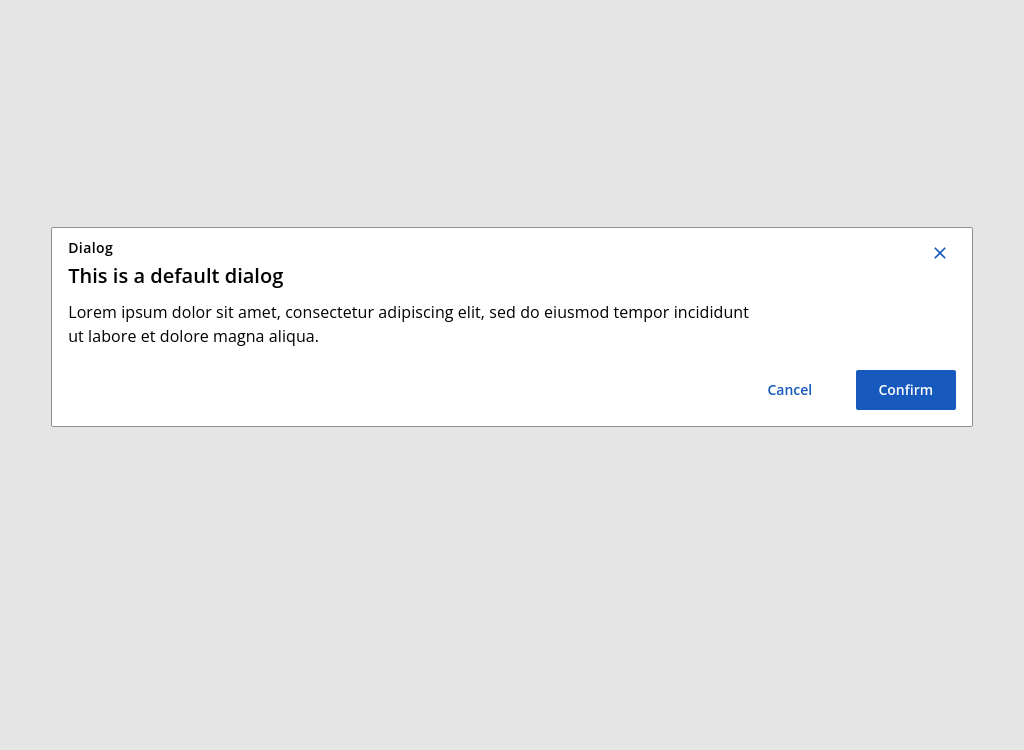 Dialog
This is a default dialog
Lorem ipsum dolor sit amet, consectetur adipiscing elit, sed do eiusmod tempor incididunt
ut labore et dolore magna aliqua.
Cancel
Confirm